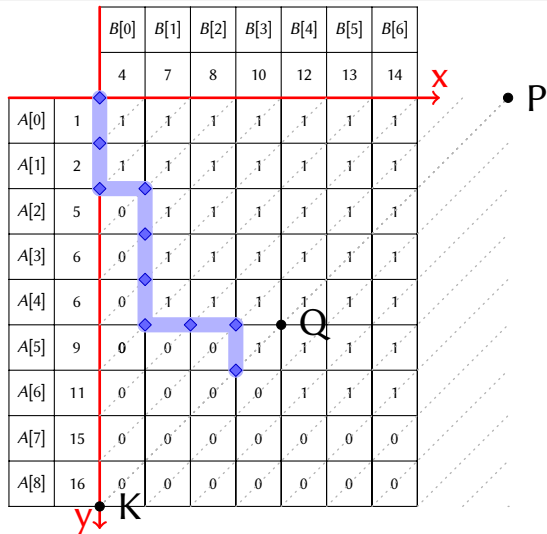 B[0] B[1] B[2] B[3] B[4] B[5] B[6]
4 7 8 10 12 13 14
x
P
A[0] 1 1 1 1 1 1 1 1
A[1] 2 1 1 1 1 1 1 1
A[2] 5 0 1 1 1 1 1 1
A[3] 6 0 1 1 1 1 1 1
A[4] 6 0 1 1 1 1 1 1
Q
A[5] 9 0 0 0 1 1 1 1
A[6] 11 0 0 0 0 1 1 1
A[7] 15 0 0 0 0 0 0 0
A[8] 16 0 0 0 0 0 0 0
K
y